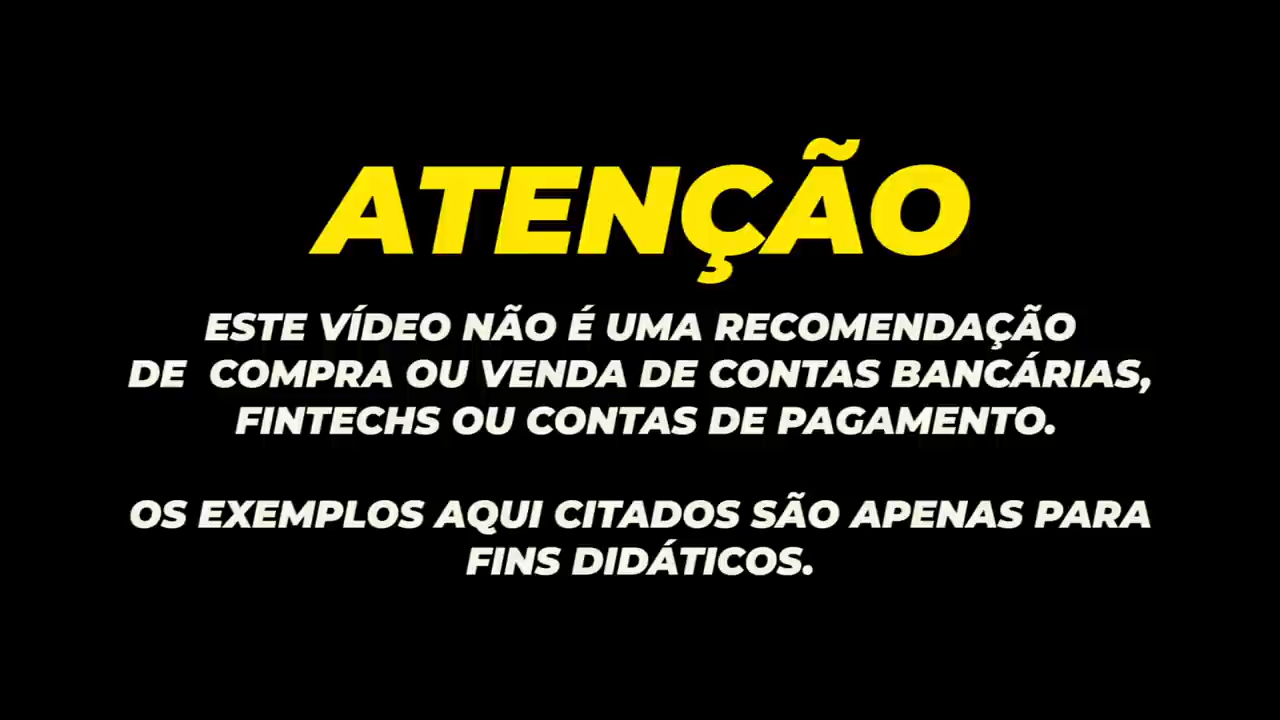 ATENÇÃO
ESTE VÍDEO NÃO É UMA RECOMENDAÇÃO
DE COMPRA OU VENDA DE CONTAS BANCÁRIAS,
FINTECHS OU CONTAS DE PAGAMENTO.
OS EXEMPLOS AQUI CITADOS SÃO APENAS PARA
FINS DIDÁTICOS.